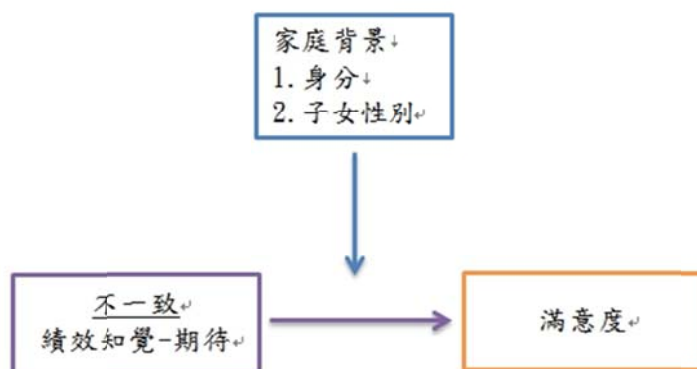 家庭背景↓
1. 身分↓
2. 子女性別↵
不一致↵
績效知覺-期待↵
滿意度↵